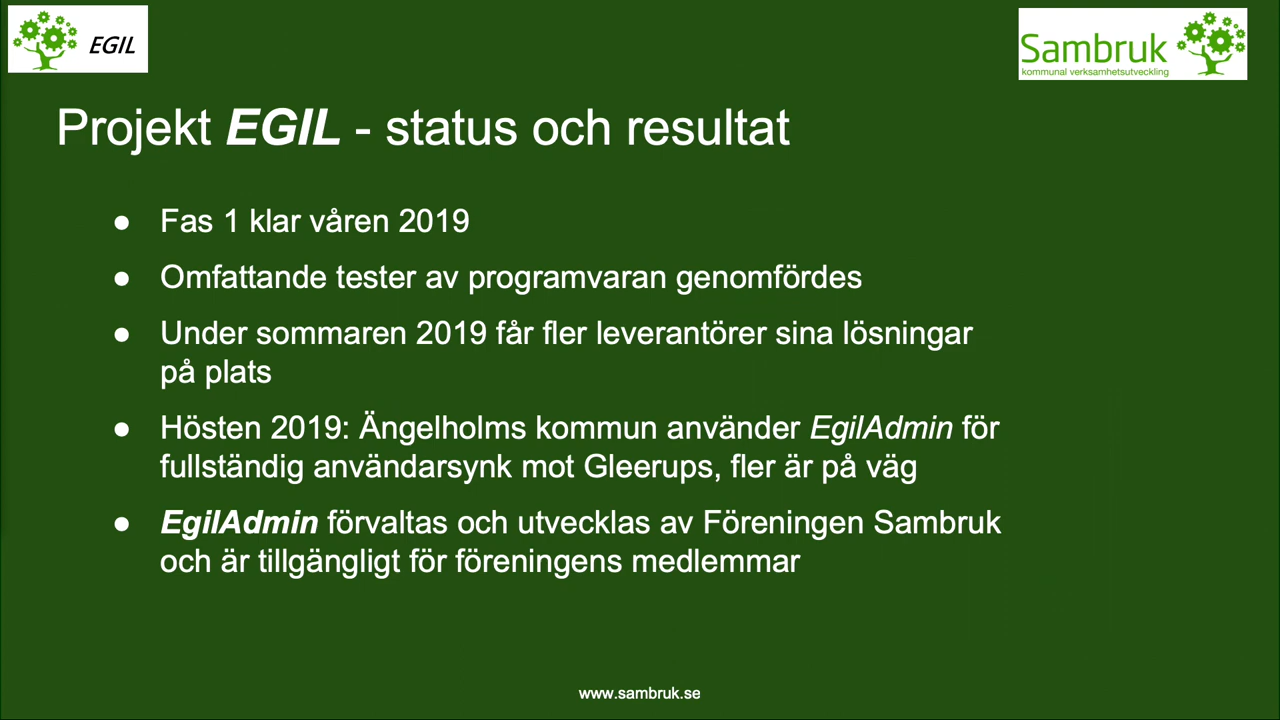 EGIL
Sambruk
kommunal verksamhetsutveckling
Projekt EGIL - status och resultat
● Fas 1 klar våren 2019
● Omfattande tester av programvaran genomfördes
● Under sommaren 2019 får fler leverantörer sina lösningar
på plats
● Hösten 2019: Ängelholms kommun använder EgilAdmin för
fullständig användarsynk mot Gleerups, fler är på väg
● EgilAdmin förvaltas och utvecklas av Föreningen Sambruk
och är tillgängligt för föreningens medlemmar
www.sambruk.se